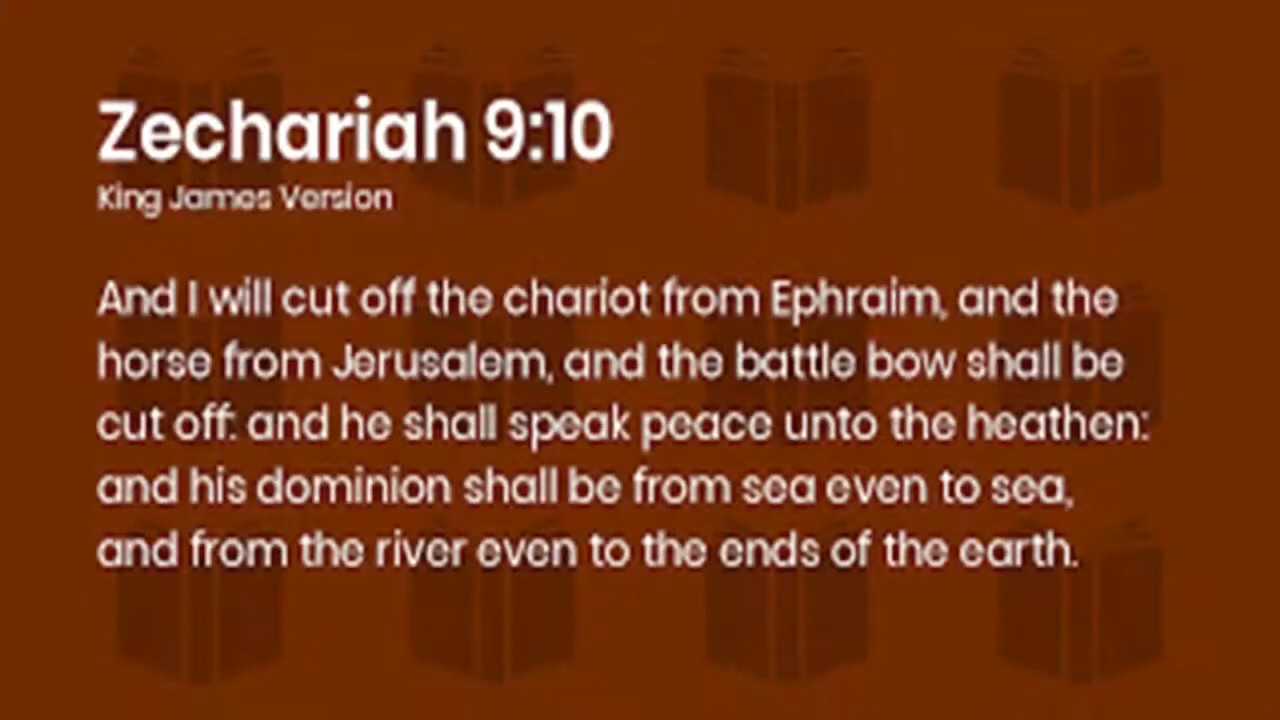 Zechariah 9:10
King James Version
And I will cut off the chariot from Ephraim, and the
horse from Jerusalem, and the battle bow shall be
cut off: and he shall speak peace unto the heathen:
and his dominion shall be from sea even to sea,
and from the river even to the ends of the earth.